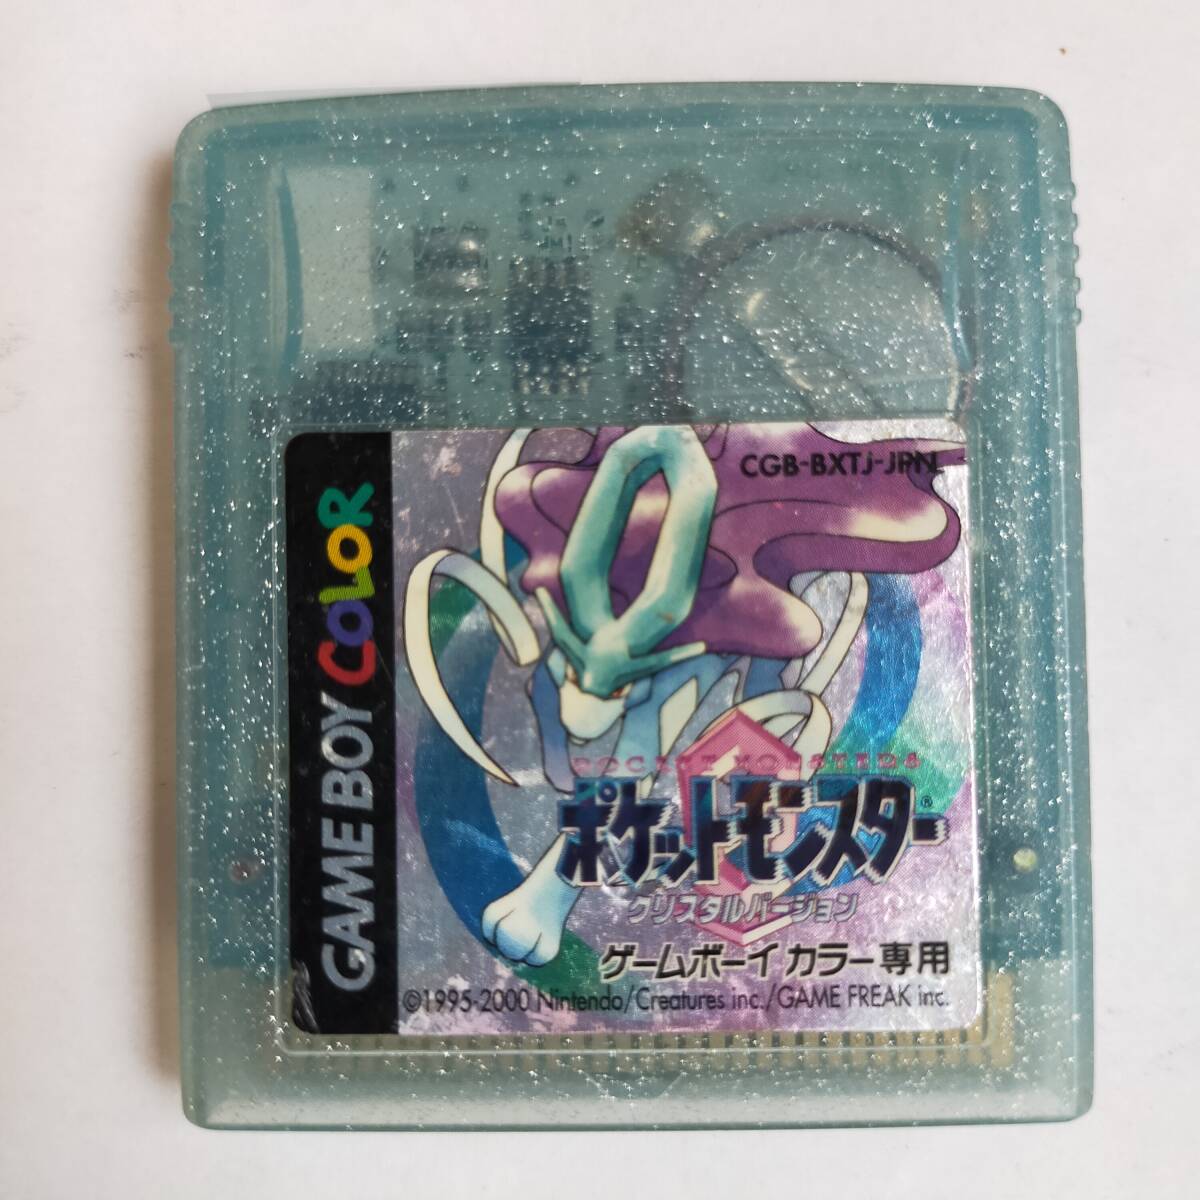 CGB-BXTJ-JPN
GAME BOY COLOR
POCKET MONSTERS
ポケットモンスター®
クリスタルバージョン
ゲームボーイカラー専用
©1995-2000 Nintendo/Creatures inc./GAME FREAK inc.